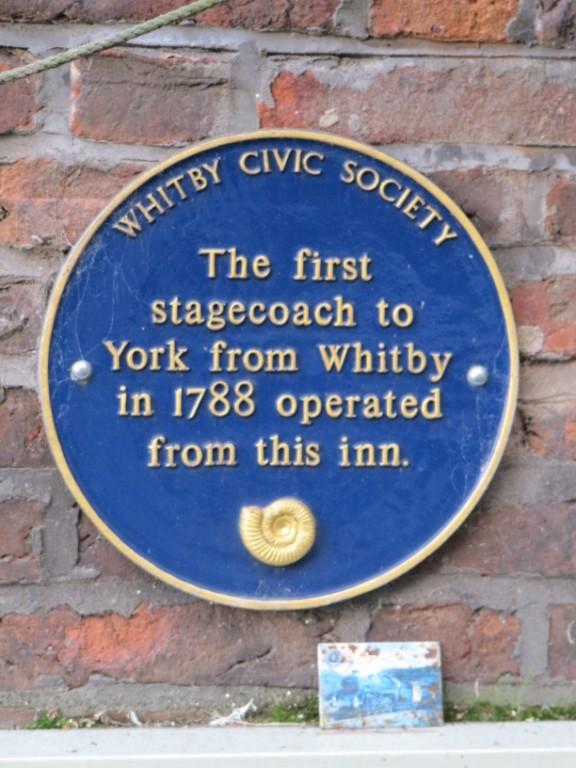 WHITBY CIVIC SOCIETY
The first
stagecoach to
York from Whitby
in 1788 operated
from this inn.